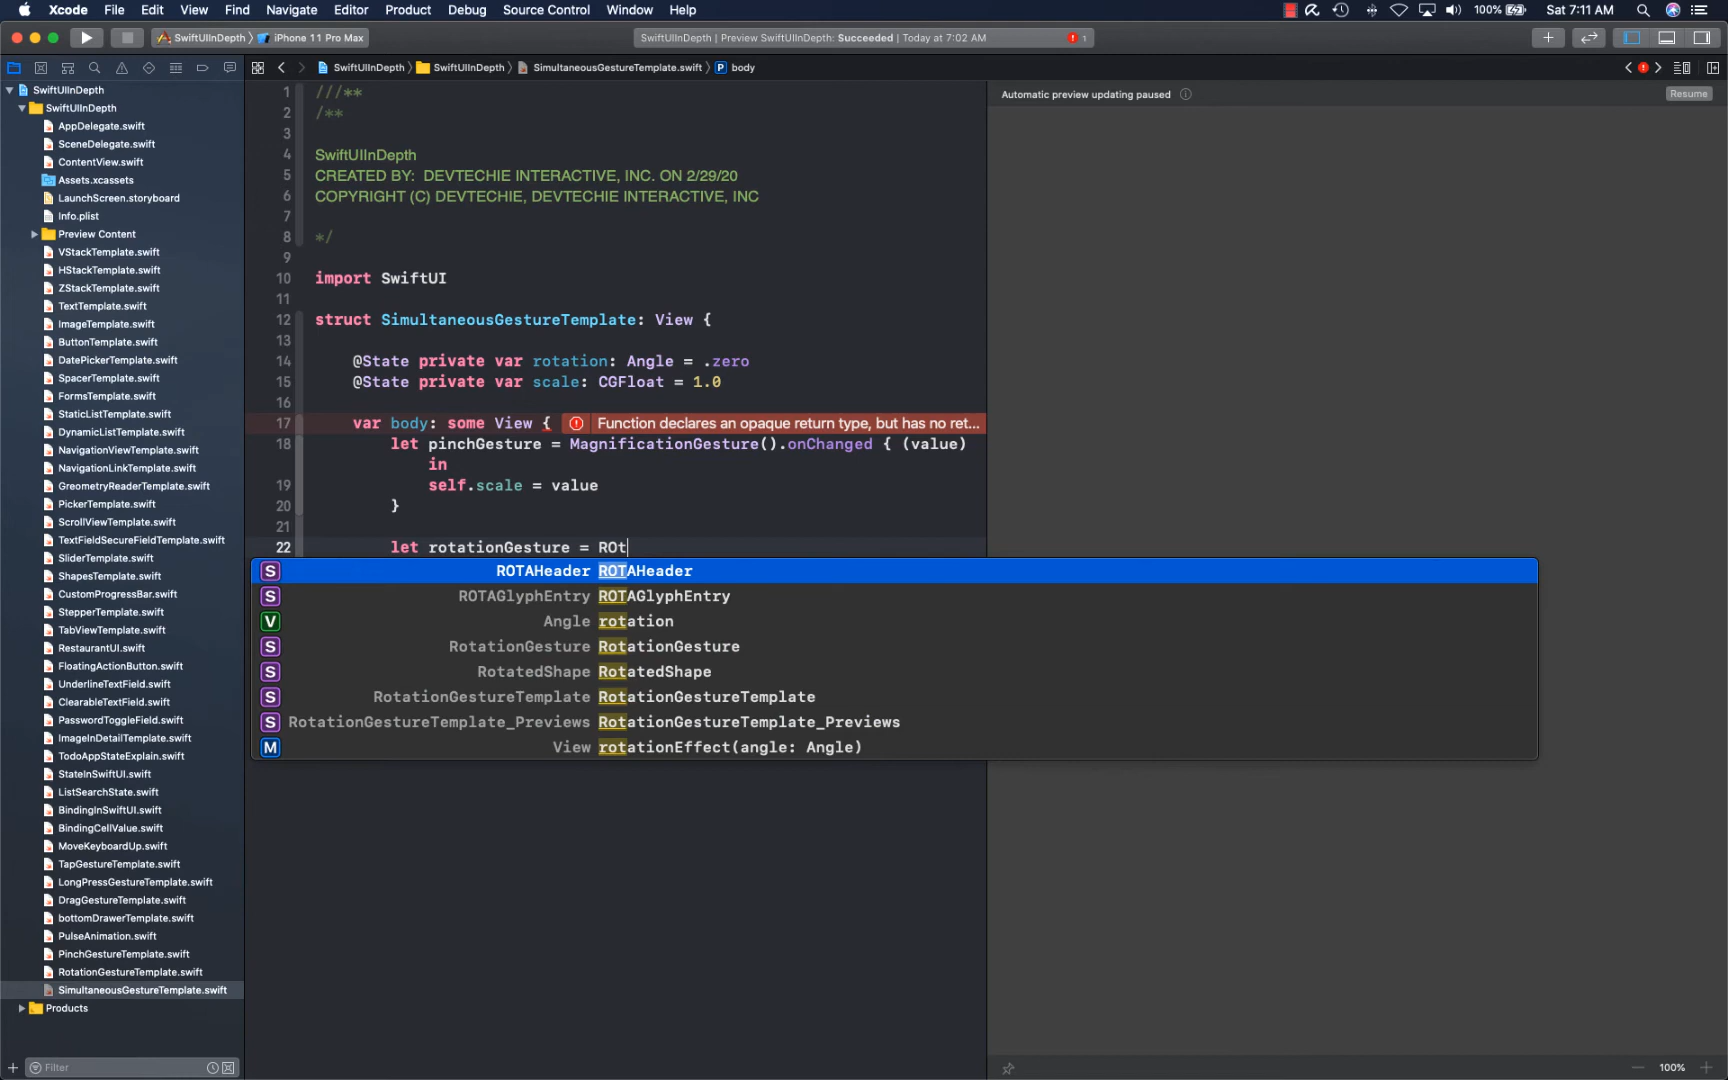 Xcode File Edit View Find Navigate Editor Product Debug Source Control Window Help 100% Sat 7:11 AM
SwiftUIInDepth iPhone 11 Pro Max SwiftUIInDepth | Preview SwiftUIInDepth: Succeeded | Today at 7:02 AM 1
SwiftUIInDepth SwiftUIInDepth SimultaneousGestureTemplate.swift P body
SwiftUIInDepth
SwiftUIInDepth
AppDelegate.swift
SceneDelegate.swift
ContentView.swift
Assets.xcassets
LaunchScreen.storyboard
Info.plist
Preview Content
VStackTemplate.swift
HStackTemplate.swift
ZStackTemplate.swift
TextTemplate.swift
ImageTemplate.swift
ButtonTemplate.swift
DatePickerTemplate.swift
SpacerTemplate.swift
FormsTemplate.swift
StaticListTemplate.swift
DynamicListTemplate.swift
NavigationViewTemplate.swift
NavigationLinkTemplate.swift
GreometryReaderTemplate.swift
PickerTemplate.swift
ScrollViewTemplate.swift
TextFieldSecureFieldTemplate.swift
SliderTemplate.swift
ShapesTemplate.swift
CustomProgressBar.swift
StepperTemplate.swift
TabViewTemplate.swift
RestaurantUI.swift
FloatingActionButton.swift
UnderlineTextField.swift
ClearableTextField.swift
PasswordToggleField.swift
ImageInDetailTemplate.swift
TodoAppStateExplain.swift
StateInSwiftUI.swift
ListSearchState.swift
BindingInSwiftUI.swift
BindingCellValue.swift
MoveKeyboardUp.swift
TapGestureTemplate.swift
LongPressGestureTemplate.swift
DragGestureTemplate.swift
bottomDrawerTemplate.swift
PulseAnimation.swift
PinchGestureTemplate.swift
RotationGestureTemplate.swift
SimultaneousGestureTemplate.swift
Products
Filter
1 ///**
2 /**
3
4 SwiftUIInDepth
5 CREATED BY: DEVTECHIE INTERACTIVE, INC. ON 2/29/20
6 COPYRIGHT (C) DEVTECHIE, DEVTECHIE INTERACTIVE, INC
7
8 */
9
10 import SwiftUI
11
12 struct SimultaneousGestureTemplate: View {
13
14 @State private var rotation: Angle = .zero
15 @State private var scale: CGFloat = 1.0
16
17 var body: some View { Function declares an opaque return type, but has no ret...
18 let pinchGesture = MagnificationGesture().onChanged { (value)
in
19 self.scale = value
20 }
21
22 let rotationGesture = ROt
S ROTAHeader ROTAHeader
S ROTAGlyphEntry ROTAGlyphEntry
V Angle rotation
S RotationGesture RotationGesture
S RotatedShape RotatedShape
S RotationGestureTemplate RotationGestureTemplate
S RotationGestureTemplate_Previews RotationGestureTemplate_Previews
M View rotationEffect(angle: Angle)
Automatic preview updating paused Resume
100%